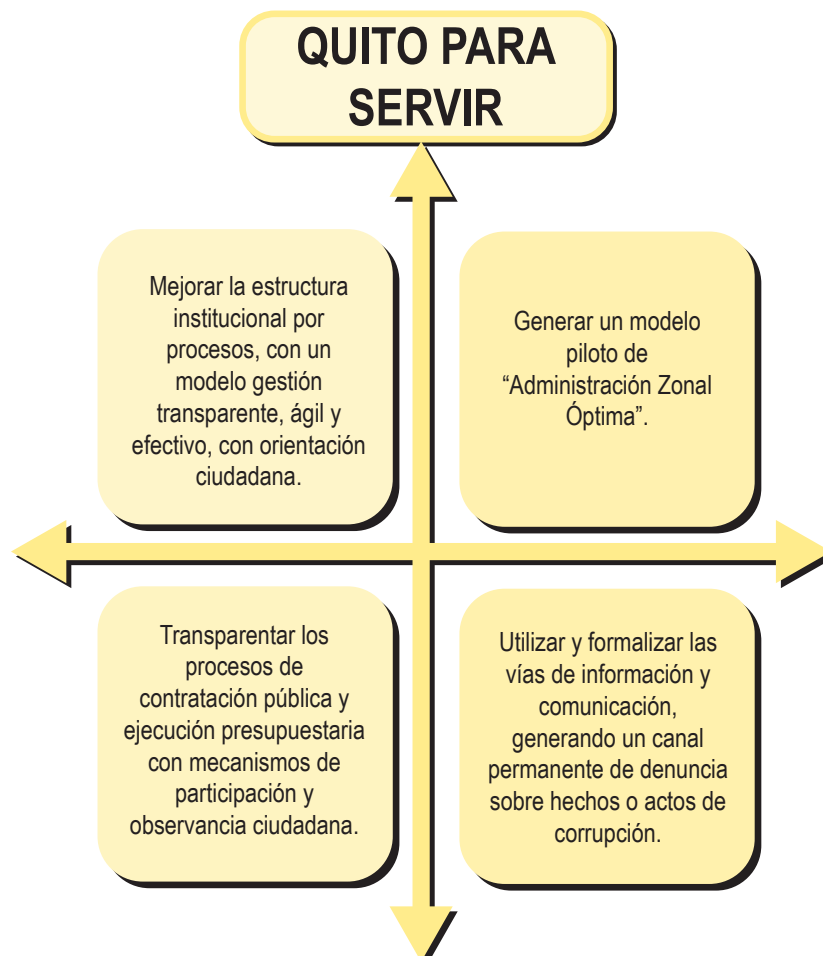 QUITO PARA
SERVIR
Mejorar la estructura
institucional por
procesos, con un
modelo gestión
transparente, ágil y
efectivo, con orientación
ciudadana.
Generar un modelo
piloto de
“Administración Zonal
Óptima”.
Transparentar los
procesos de
contratación pública y
ejecución presupuestaria
con mecanismos de
participación y
observancia ciudadana.
Utilizar y formalizar las
vías de información y
comunicación,
generando un canal
permanente de denuncia
sobre hechos o actos de
corrupción.